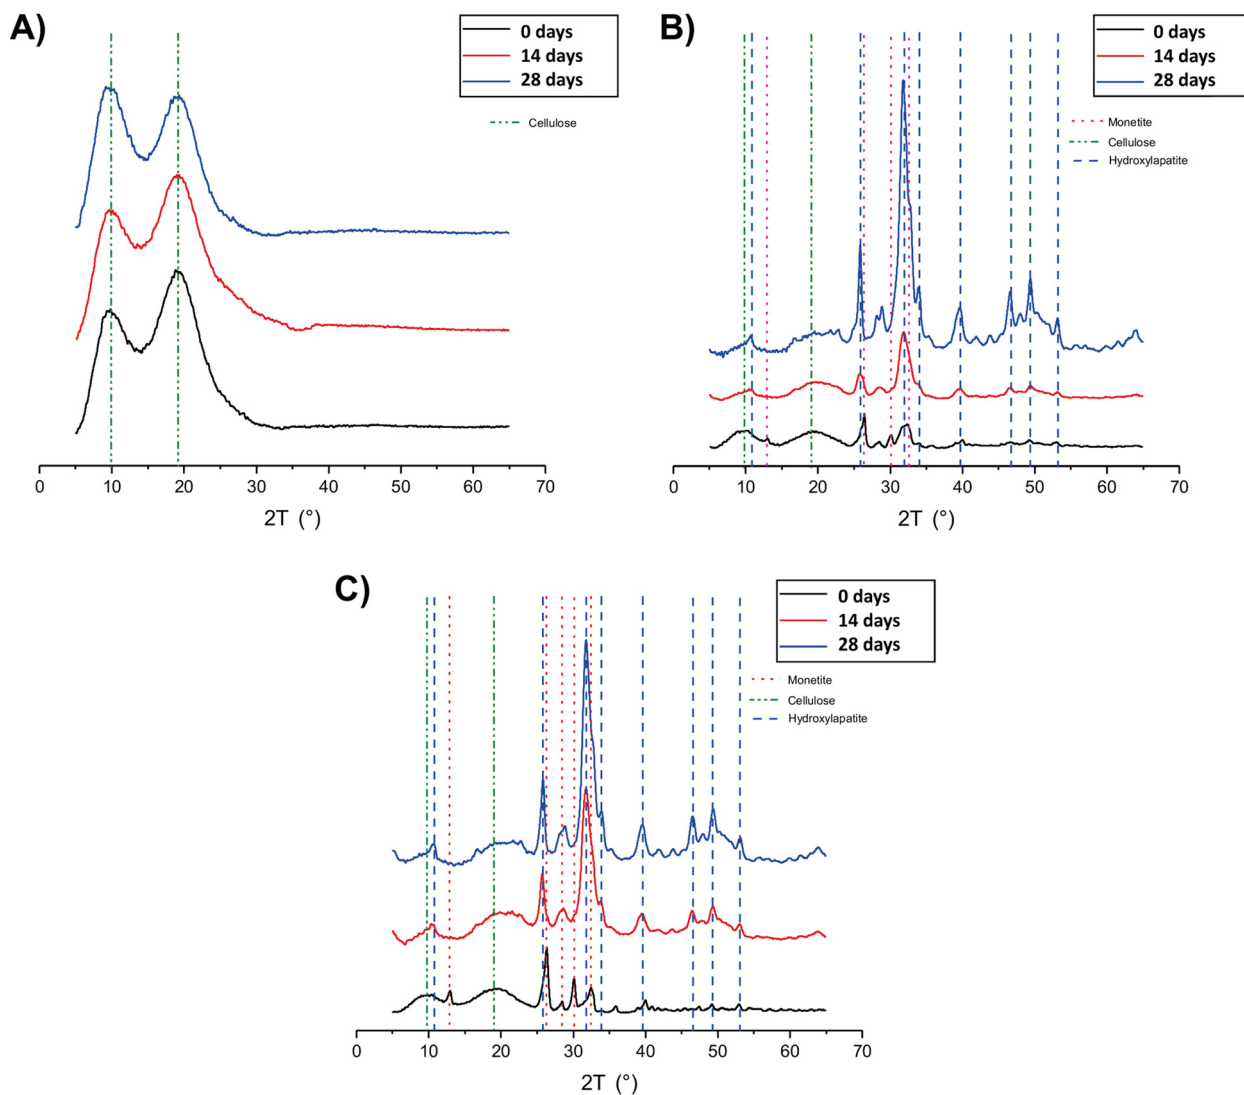 A)
0 days
14 days
28 days
Cellulose
0 10 20 30 40 50 60 70
2T (°)
B)
0 days
14 days
28 days
Monetite
Cellulose
Hydroxylapatite
0 10 20 30 40 50 60 70
2T (°)
C)
0 days
14 days
28 days
Monetite
Cellulose
Hydroxylapatite
0 10 20 30 40 50 60 70
2T (°)